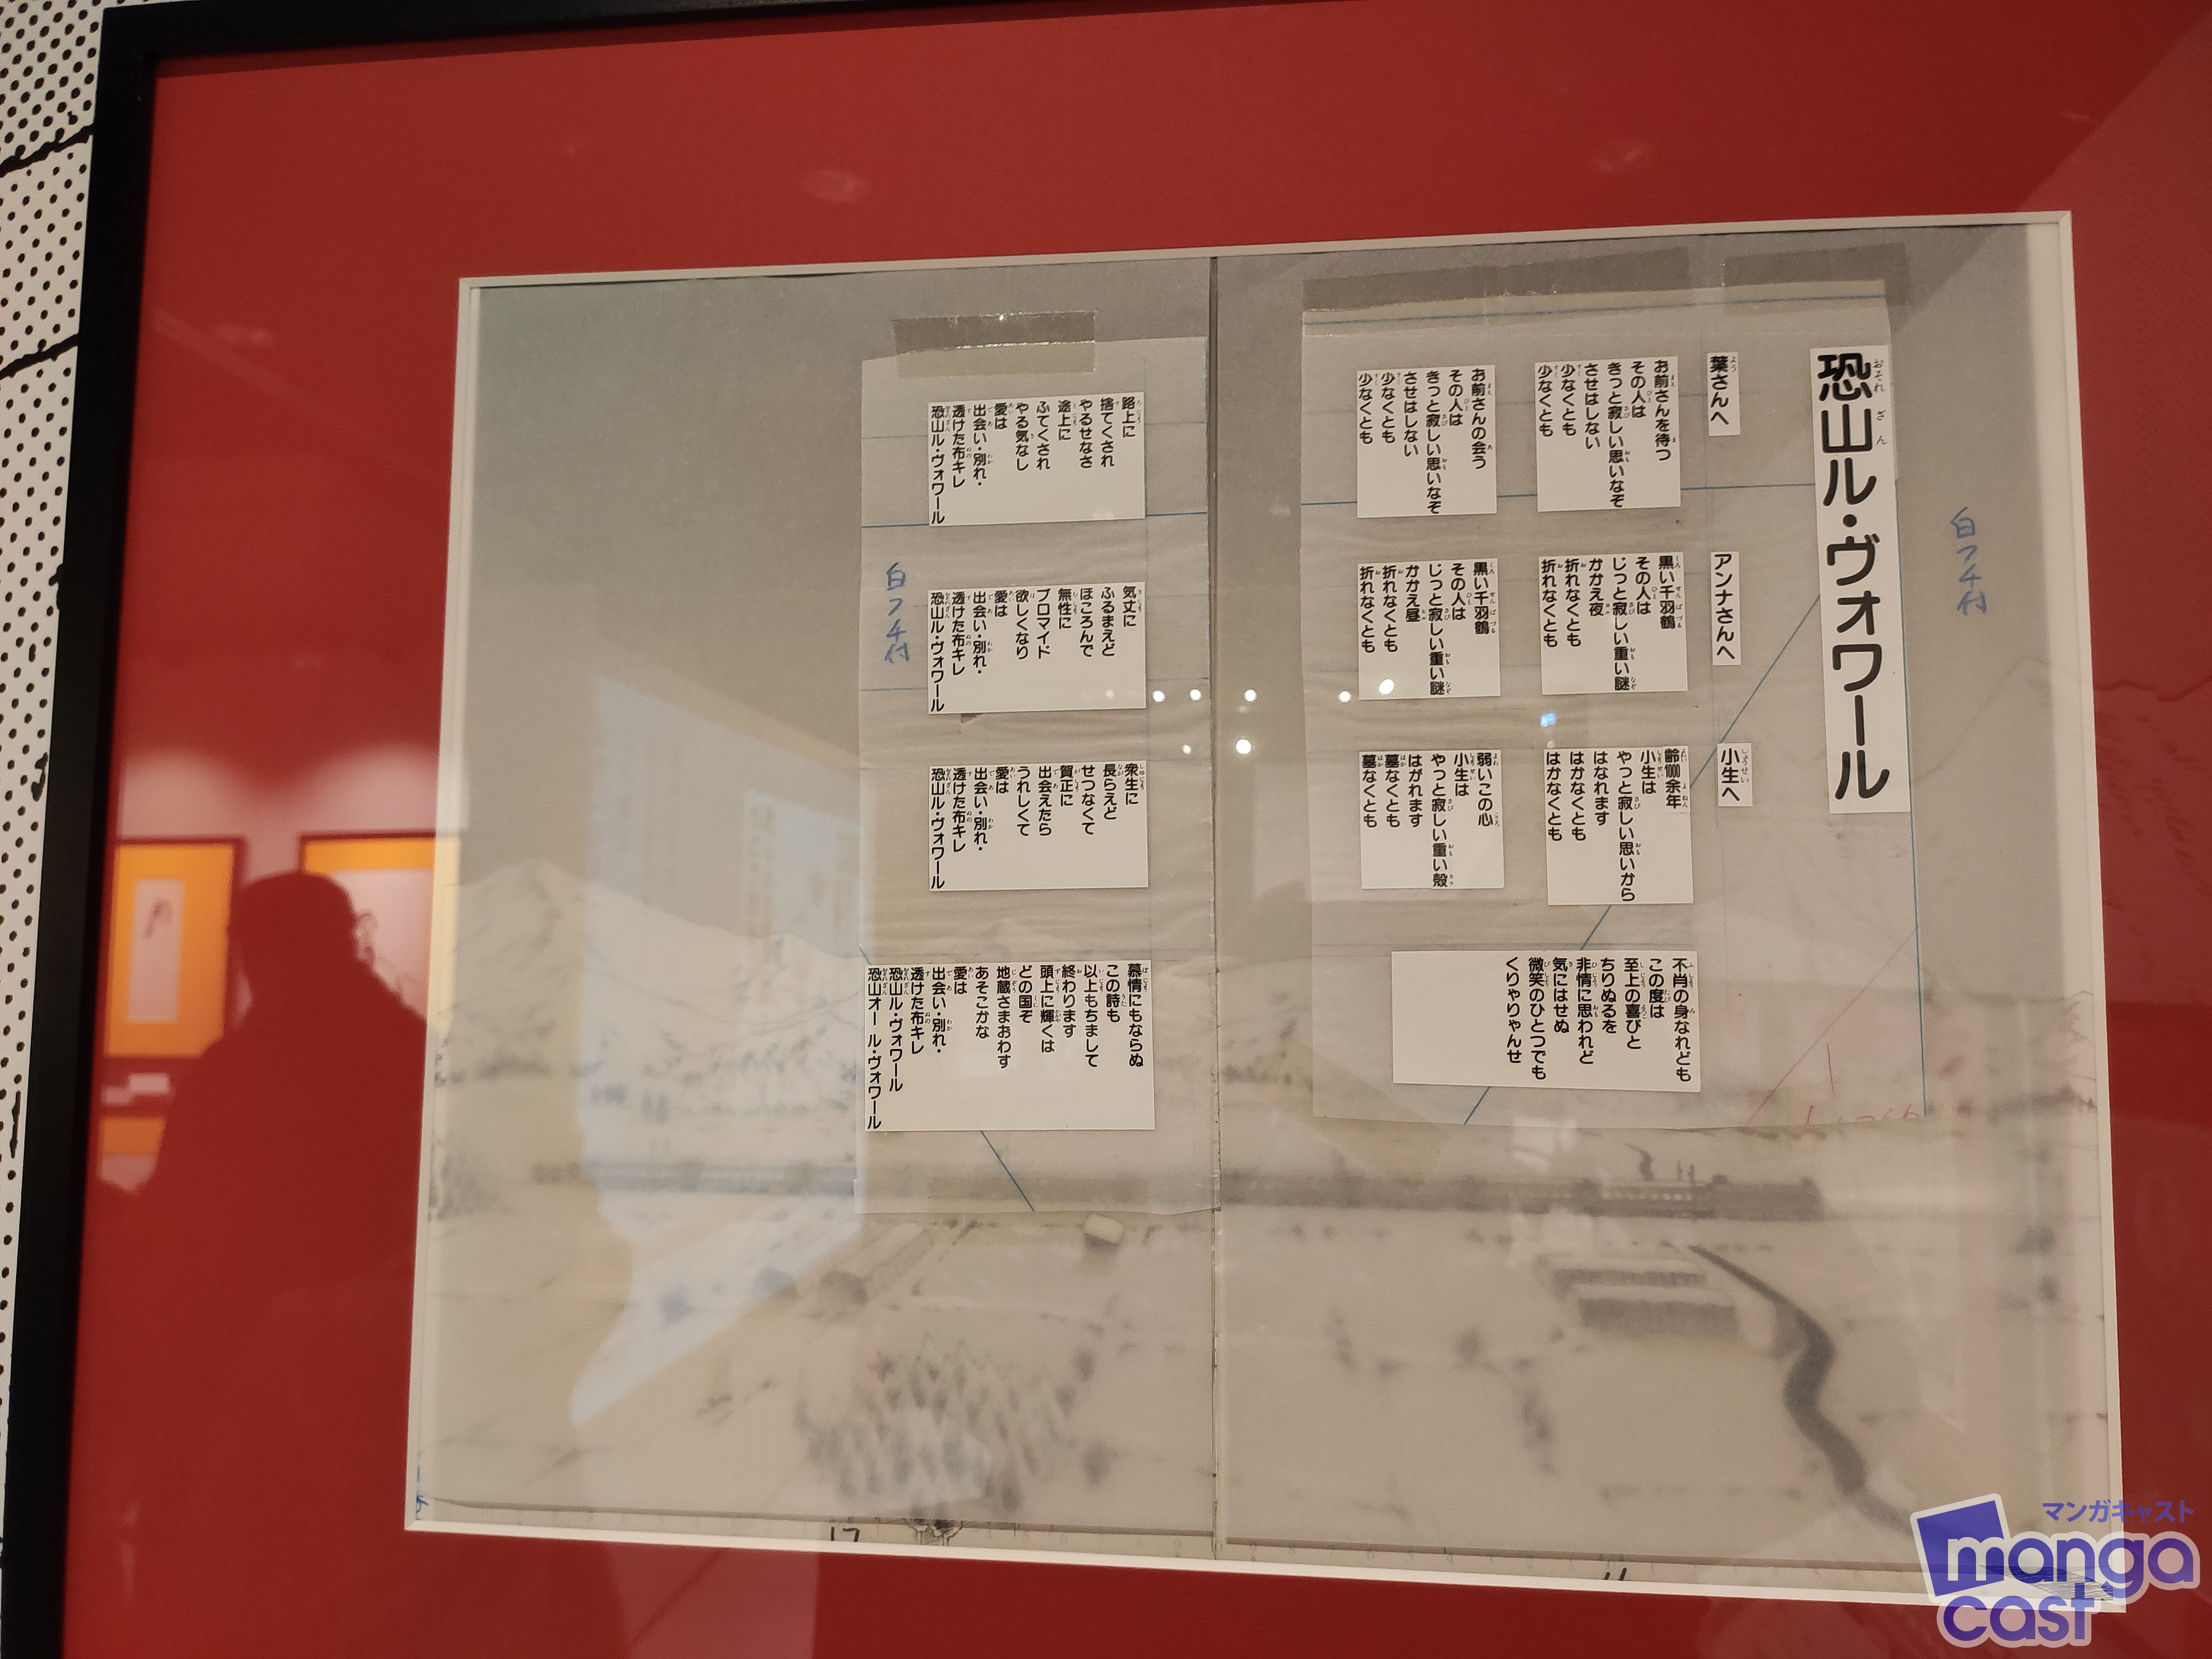 恐山ル・ヴォワール
白フチ付
葉さんへ
お前さんを待つ
その人は
きっと寂しい思いなぞ
させはしない
少なくとも
少なくとも
お前さんの会う
その人は
きっと寂しい思いなぞ
させはしない
少なくとも
少なくとも
アンナさんへ
黒い千羽鶴
その人は
じっと寂しい重い謎
かかえ夜
折れなくとも
折れなくとも
黒い千羽鶴
その人は
じっと寂しい重い謎
かかえ昼
折れなくとも
折れなくとも
小生へ
齢1000余年
小生は
やっと寂しい思いから
はなれます
はかなくとも
はかなくとも
弱いこの心
小生は
やっと寂しい重い殻
はがれます
墓なくとも
墓なくとも
不肖の身なれども
この度は
至上の喜びと
ちりぬるを
非情に思われど
気にはせぬ
微笑のひとつでも
くりゃりゃんせ
路上に
捨てくされ
やるせなさ
途上に
ふてくされ
やる気なし
愛は
出会い・別れ・
透けた布キレ
恐山ル・ヴォワール
気丈に
ふるまえど
ほころんで
無性に
ブロマイド
欲しくなり
愛は
出会い・別れ・
透けた布キレ
恐山ル・ヴォワール
衆生に
長らえど
せつなくて
賀正に
出会えたら
うれしくて
愛は
出会い・別れ・
透けた布キレ
恐山ル・ヴォワール
慕情にもならぬ
この詩も
以上もちまして
終わります
頭上に輝くは
どの国ぞ
地蔵さまおわす
あそこかな
愛は
出会い・別れ・
透けた布キレ
恐山ル・ヴォワール
恐山オール・ヴォワール
白フチ付
17
マンガキャスト
manga
cast